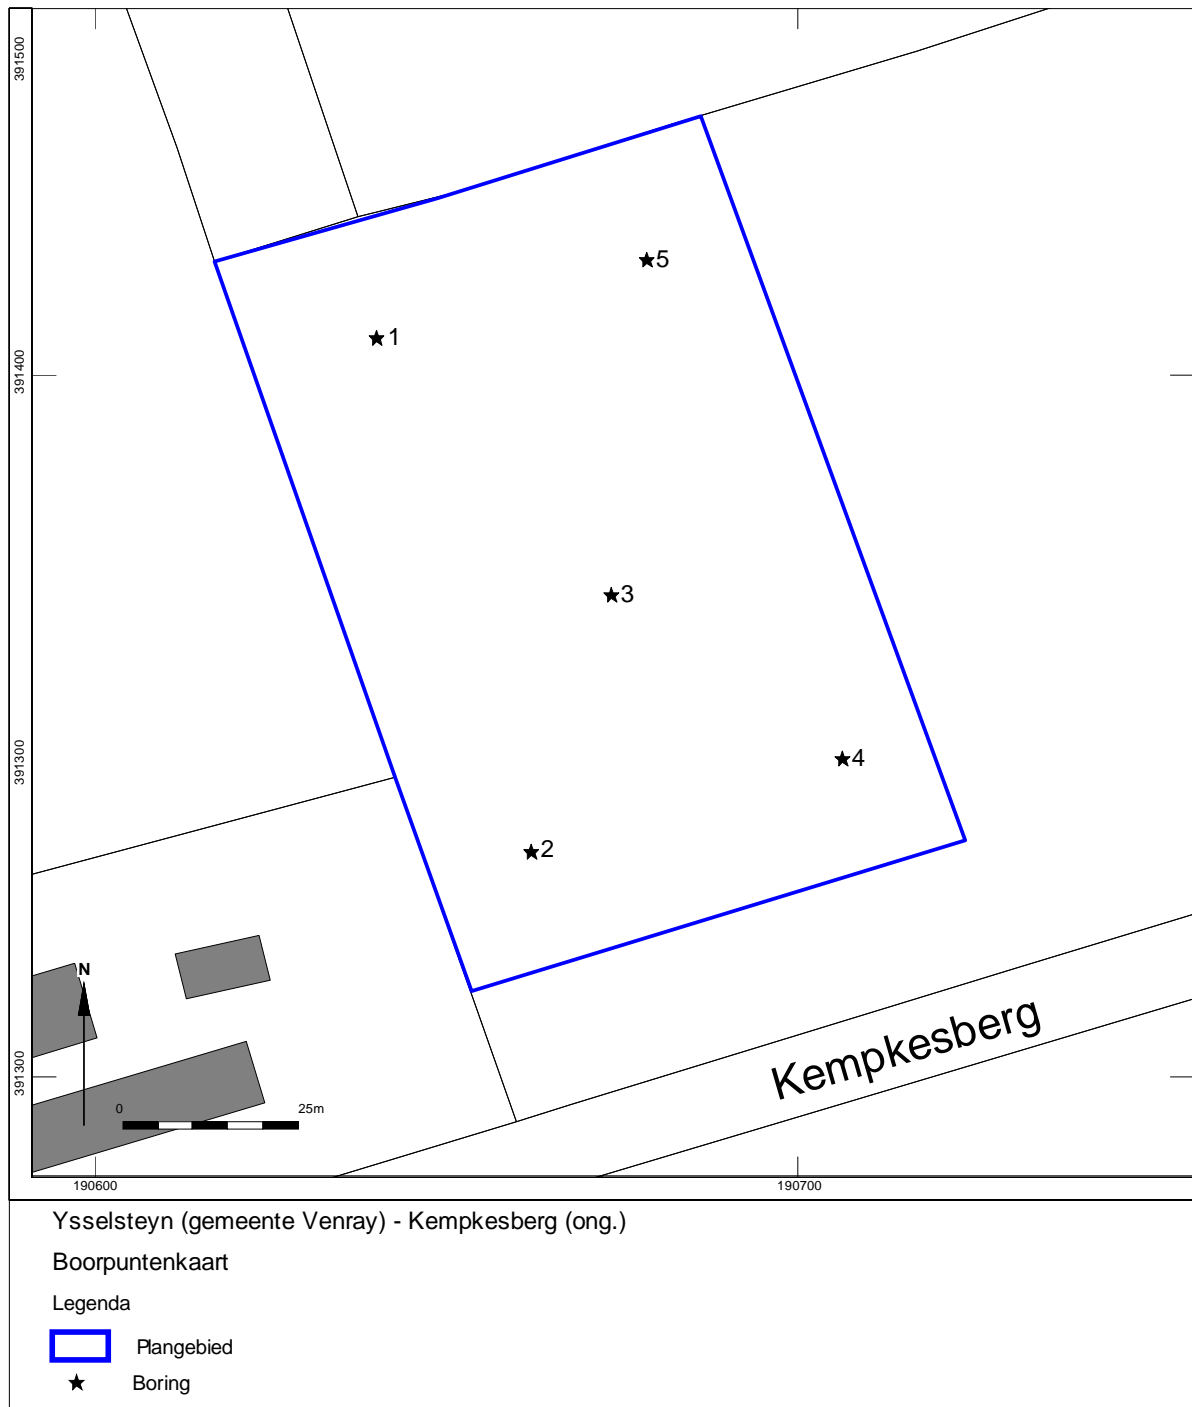 391500
5
1
391400
3
391300
4
2
N
Kempkesberg
391300
0 25m
190600 190700
Ysselsteyn (gemeente Venray) - Kempkesberg (ong.)
Boorpuntenkaart
Legenda
Plangebied
Boring